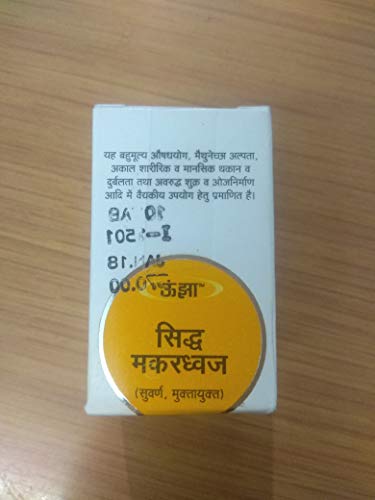 यह बहुमूल्य औषधयोग, मैथुनेच्छा अल्पता,
अकाल शारीरिक व मानसिक थकान व
दुर्बलता तथा अवरुद्ध शुक्र व ओजनिर्माण
आदि में वैद्यकीय उपयोग हेतु प्रमाणित है।
ऊंझा
सिद्ध
मकरध्वज
(सुवर्ण, मुक्तायुक्त)